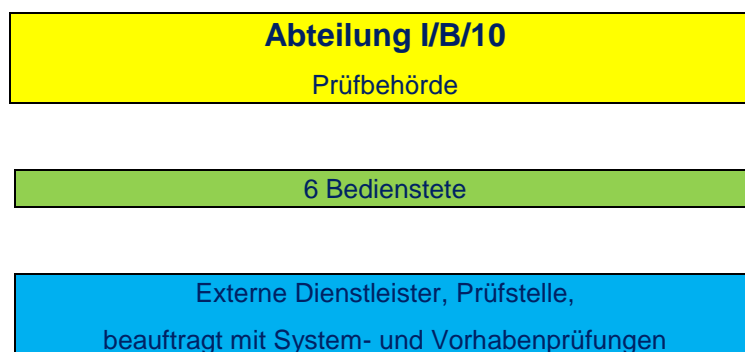 Abteilung I/B/10
Prüfbehörde
6 Bedienstete
Externe Dienstleister, Prüfstelle,
beauftragt mit System- und Vorhabenprüfungen